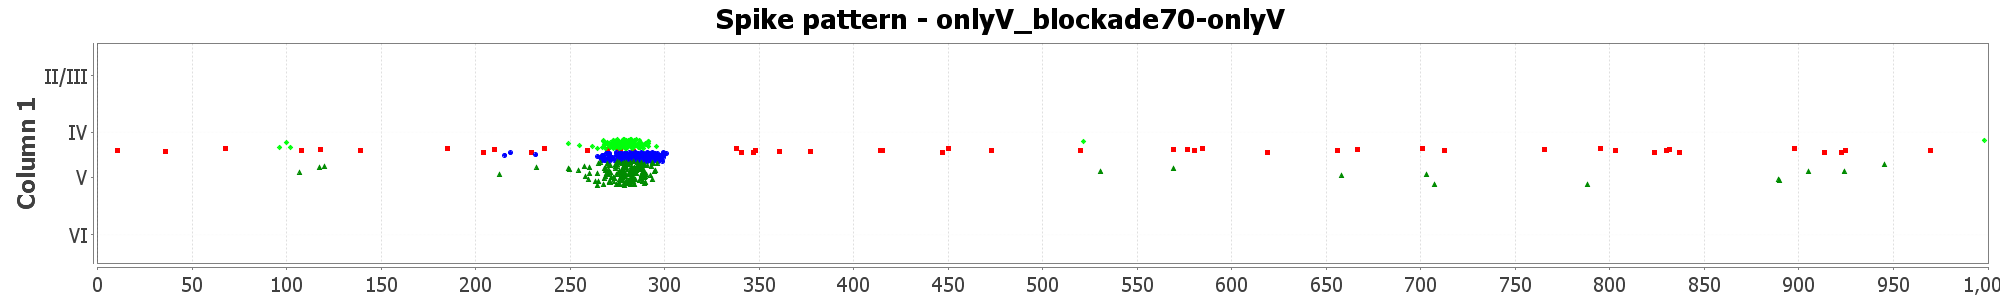 Spike pattern - onlyV_blockade70-onlyV
Column 1
II/III
IV
V
VI
0 50 100 150 200 250 300 350 400 450 500 550 600 650 700 750 800 850 900 950 1,00